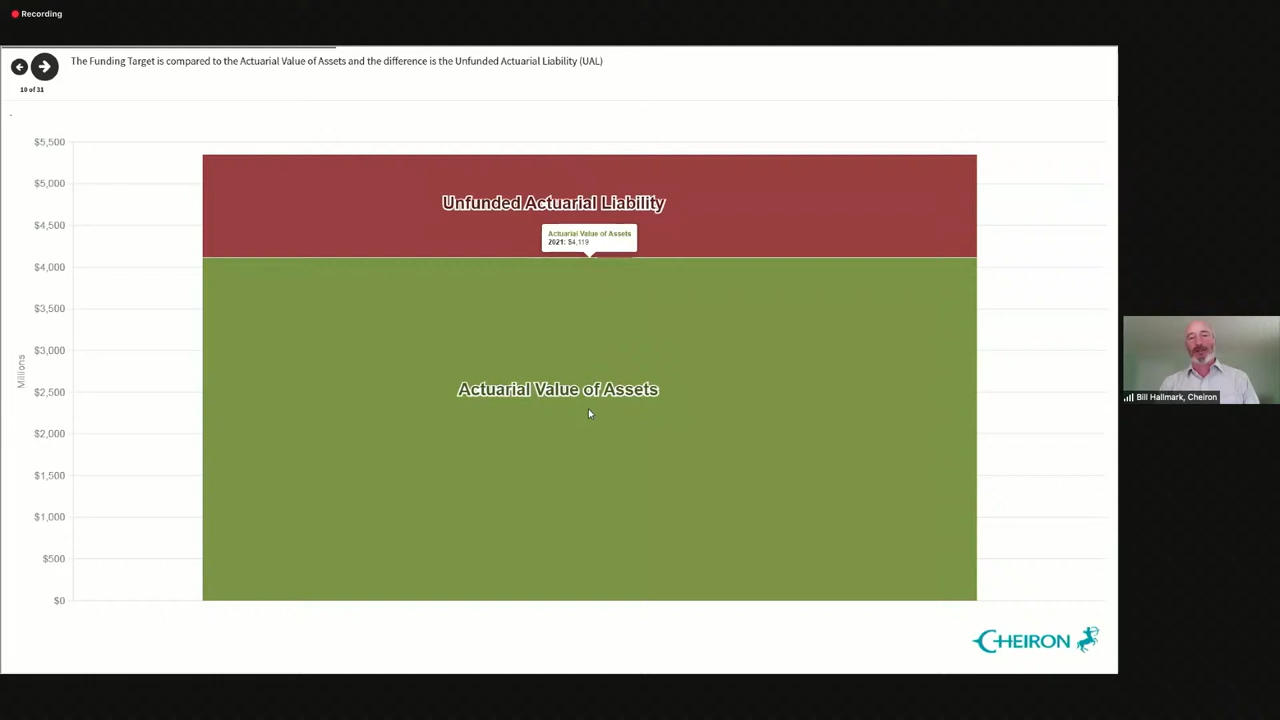 Recording
The Funding Target is compared to the Actuarial Value of Assets and the difference is the Unfunded Actuarial Liability (UAL)
10 of 31
$5,500
$5,000
$4,500
$4,000
$3,500
$3,000
$2,500
$2,000
$1,500
$1,000
$500
$0
Millions
Unfunded Actuarial Liability
Actuarial Value of Assets
2021: $4,119
Actuarial Value of Assets
Bill Hallmark, Cheiron
CHEIRON